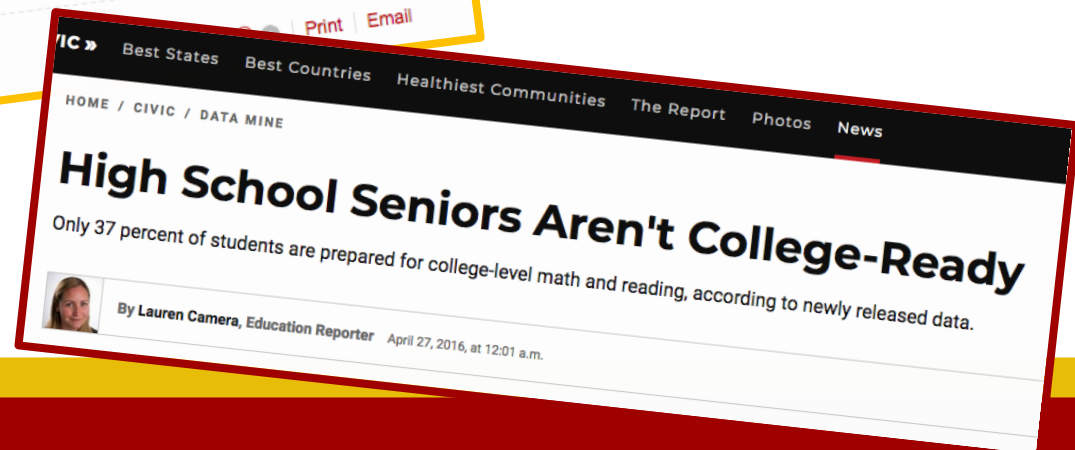 Print Email
Best States Best Countries Healthiest Communities The Report Photos News
HOME / CIVIC / DATA MINE
High School Seniors Aren't College-Ready
Only 37 percent of students are prepared for college-level math and reading, according to newly released data.
By Lauren Camera, Education Reporter April 27, 2016, at 12:01 a.m.